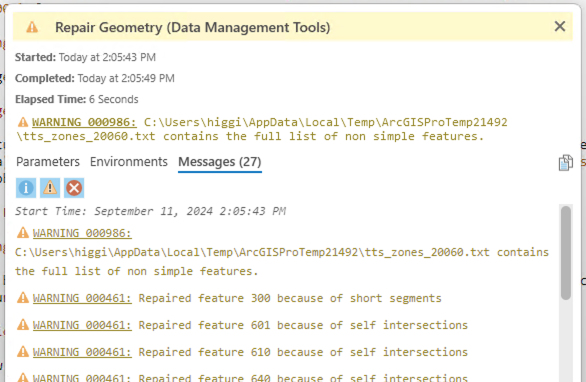 Repair Geometry (Data Management Tools)
Started: Today at 2:05:43 PM
Completed: Today at 2:05:49 PM
Elapsed Time: 6 Seconds
WARNING 000986: C:\Users\higgi\AppData\Local\Temp\ArcGISProTemp21492
\tts_zones_20060.txt contains the full list of non simple features.
Parameters Environments Messages (27)
Start Time: September 11, 2024 2:05:43 PM
WARNING 000986:
C:\Users\higgi\AppData\Local\Temp\ArcGISProTemp21492\tts_zones_20060.txt contains
the full list of non simple features.
WARNING 000461: Repaired feature 300 because of short segments
WARNING 000461: Repaired feature 601 because of self intersections
WARNING 000461: Repaired feature 610 because of self intersections
WARNING 000461: Repaired feature 640 because of self intersections